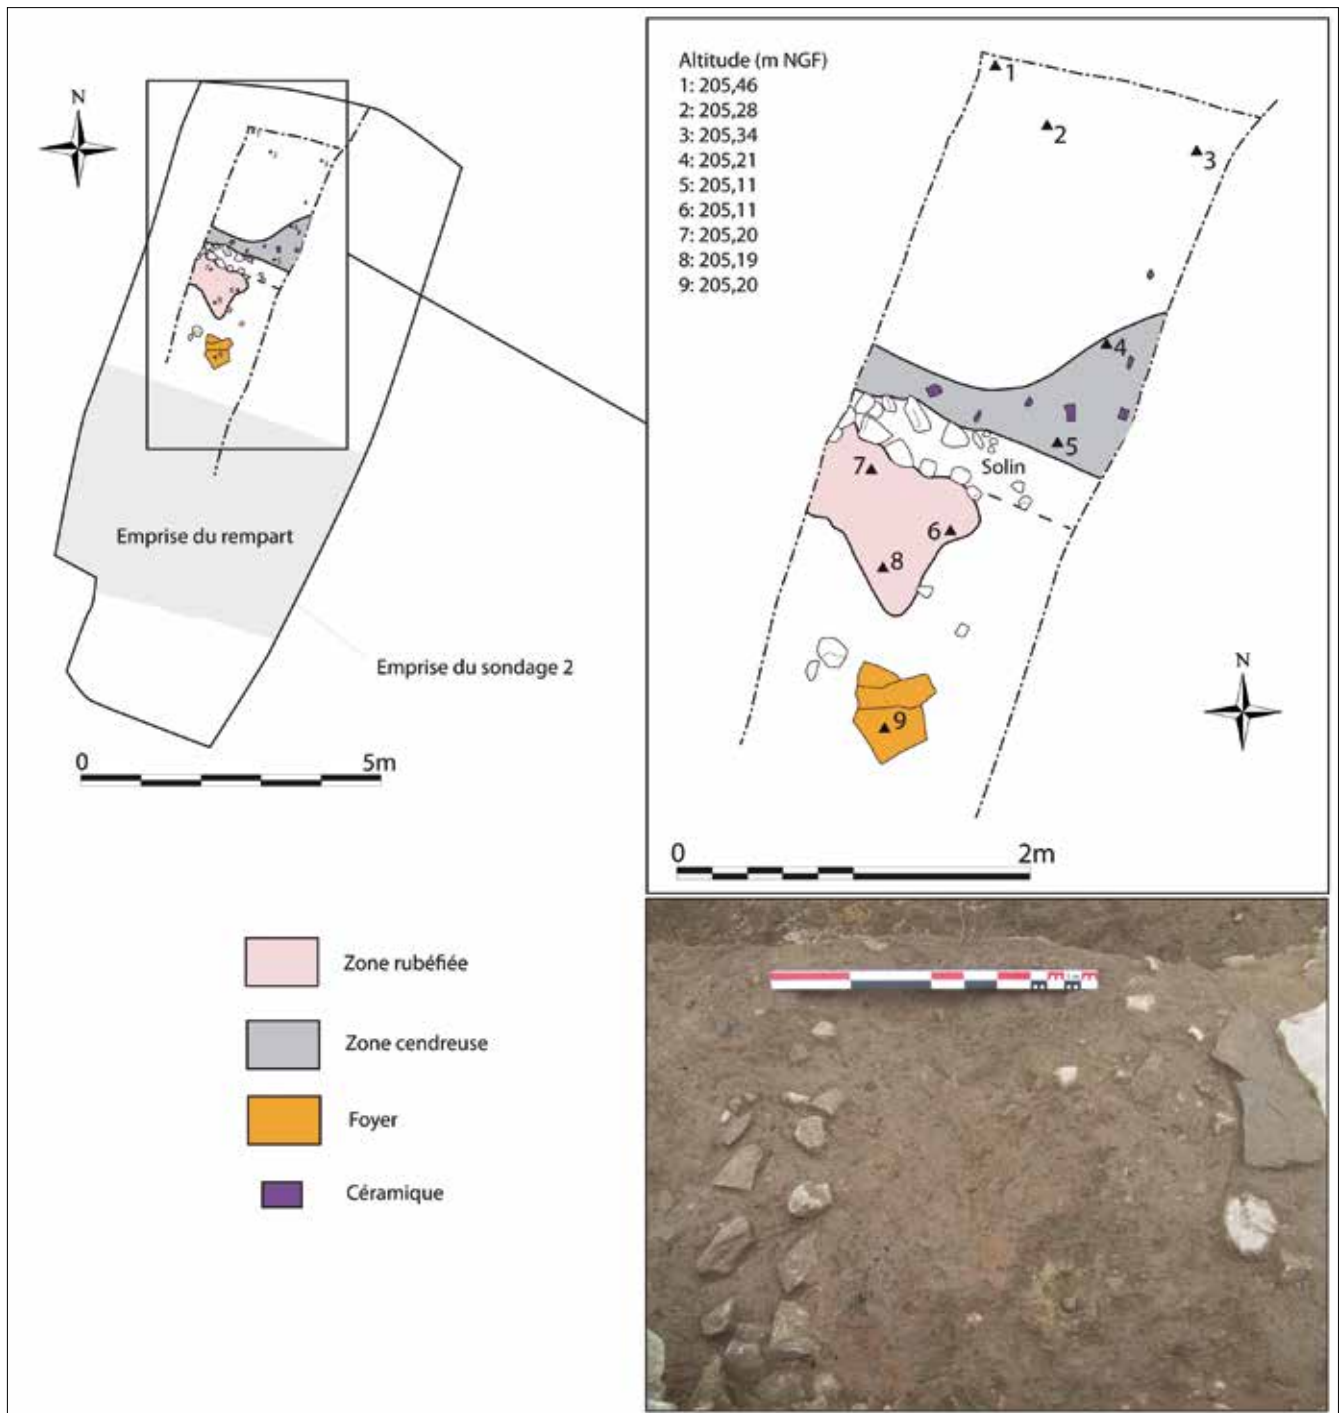 N
Emprise du rempart
Emprise du sondage 2
0 5m
Altitude (m NGF)
1: 205,46
2: 205,28
3: 205,34
4: 205,21
5: 205,11
6: 205,11
7: 205,20
8: 205,19
9: 205,20
1
2
3
4
5
Solin
7
6
8
9
N
0 2m
Zone rubéfiée
Zone cendreuse
Foyer
Céramique